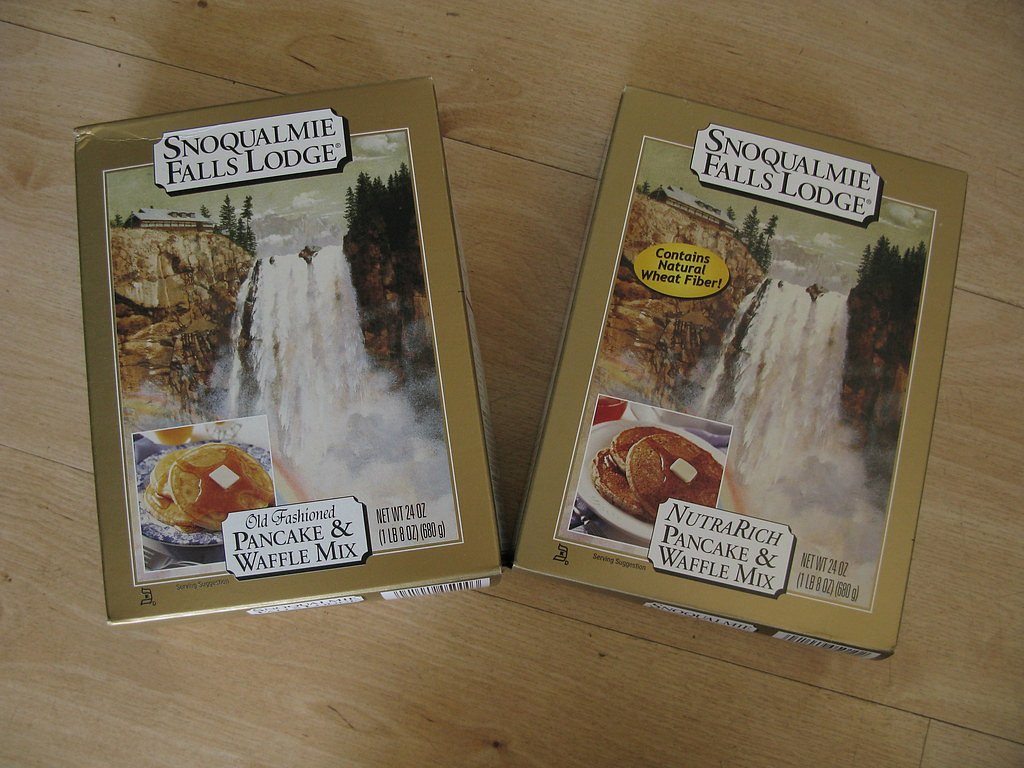 SNOQUALMIE
FALLS LODGE®
Old Fashioned
PANCAKE &
WAFFLE MIX
NET WT 24 OZ
(1 LB 8 OZ) (680 g)
Serving Suggestion
SNOQUALMIE
SNOQUALMIE
FALLS LODGE®
Contains
Natural
Wheat Fiber!
NUTRARICH
PANCAKE &
WAFFLE MIX
NET WT 24 OZ
(1 LB 8 OZ) (680 g)
Serving Suggestion
SNOQUALMIE